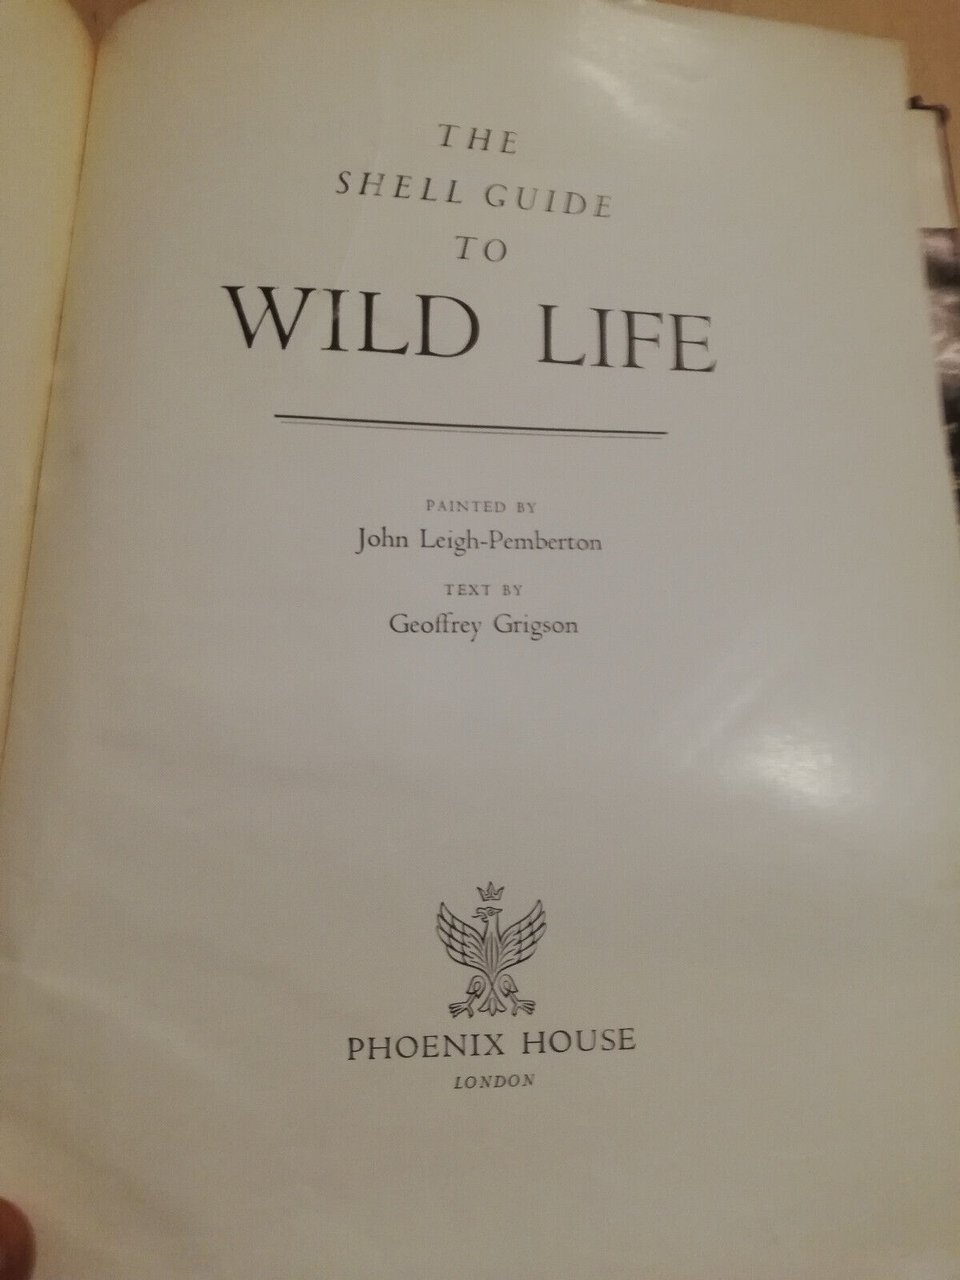 THE
SHELL GUIDE
TO
WILD LIFE
PAINTED BY
John Leigh-Pemberton
TEXT BY
Geoffrey Grigson
PHOENIX HOUSE
LONDON